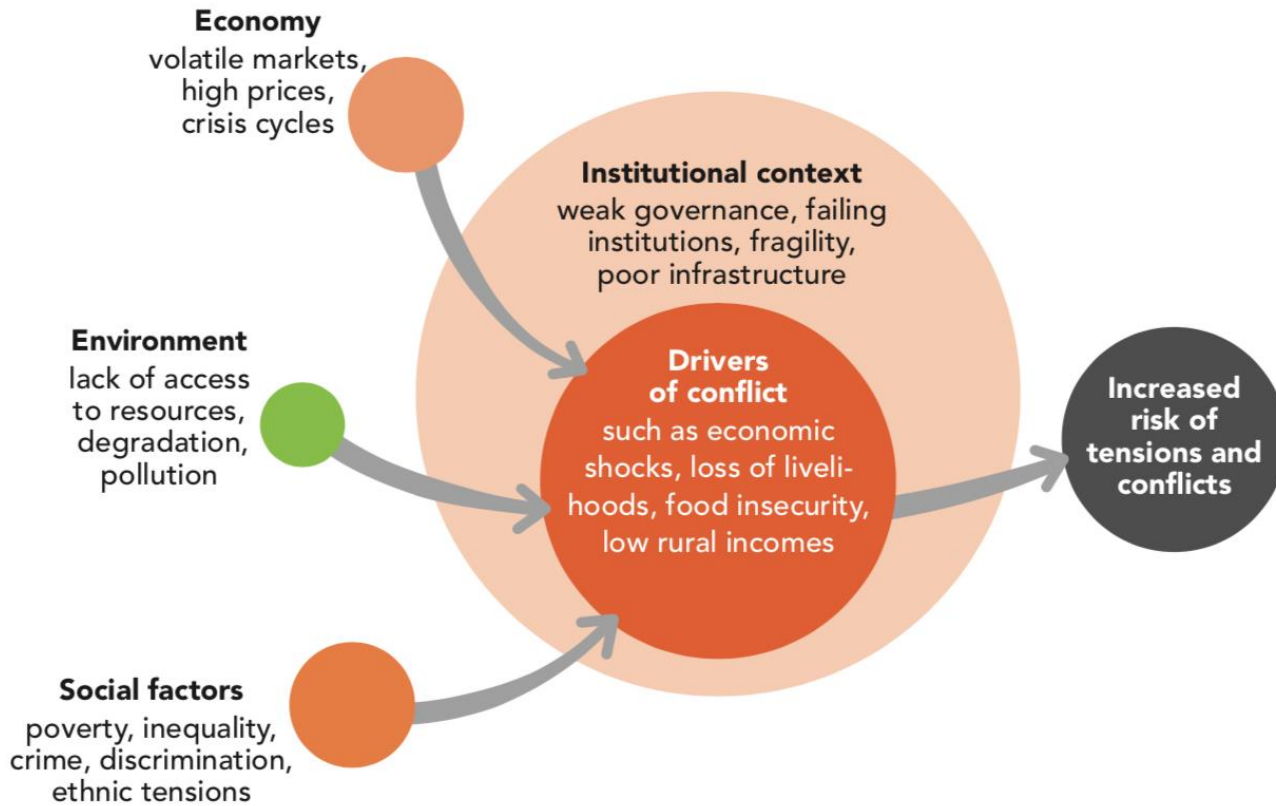 Economy
volatile markets,
high prices,
crisis cycles
Institutional context
weak governance, failing
institutions, fragility,
poor infrastructure
Environment
lack of access
to resources,
degradation,
pollution
Drivers
of conflict
such as economic
shocks, loss of liveli-
hoods, food insecurity,
low rural incomes
Increased
risk of
tensions and
conflicts
Social factors
poverty, inequality,
crime, discrimination,
ethnic tensions